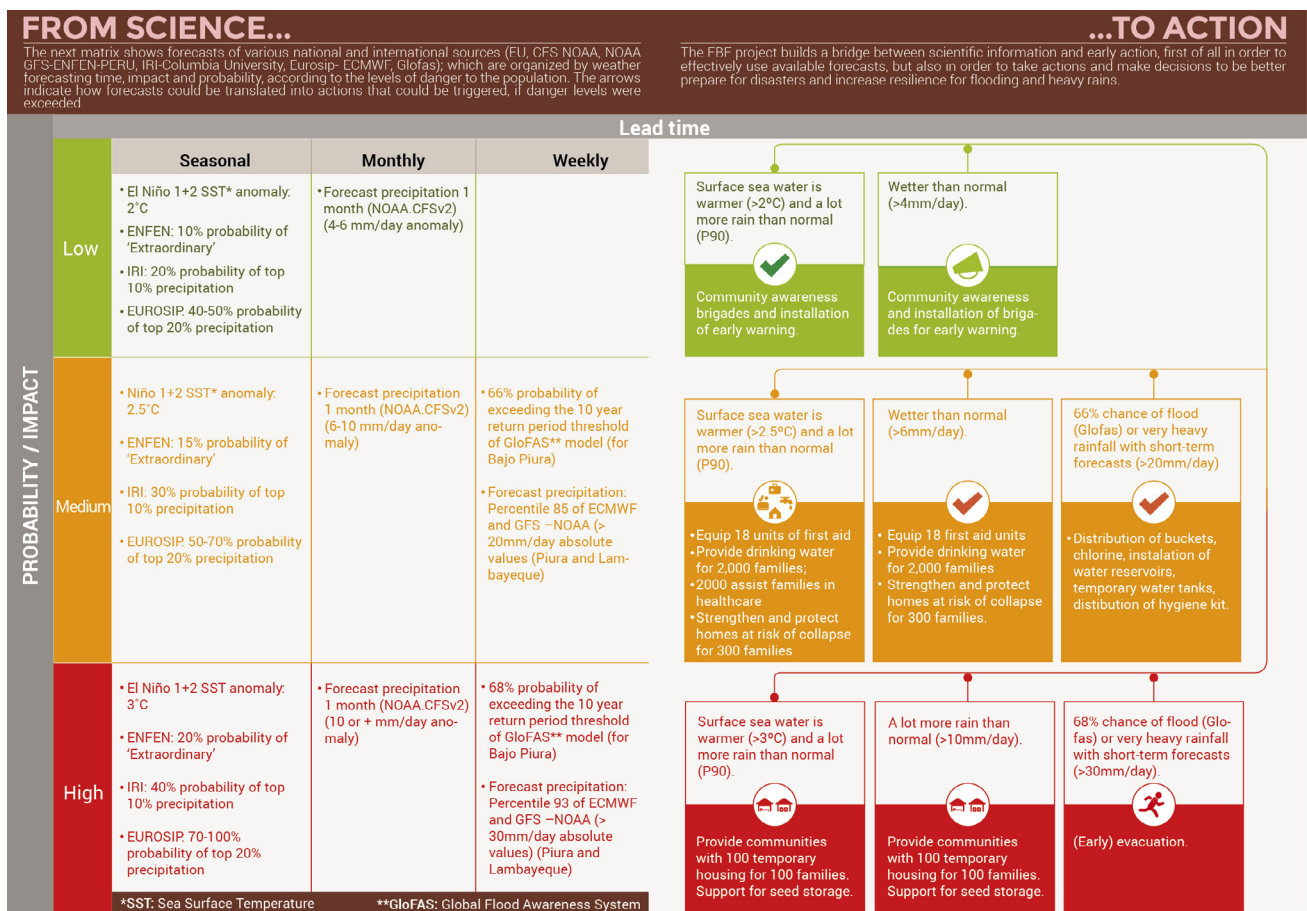 FROM SCIENCE...
The next matrix shows forecasts of various national and international sources (EU, CFS NOAA, NOAA
GFS-ENFEN-PERU, IRI-Columbia University, Eurosip- ECMWF, Glofas); which are organized by weather
forecasting time, impact and probability, according to the levels of danger to the population. The arrows
indicate how forecasts could be translated into actions that could be triggered, if danger levels were
exceeded
...TO ACTION
The FBF project builds a bridge between scientific information and early action, first of all in order to
effectively use available forecasts, but also in order to take actions and make decisions to be better
prepare for disasters and increase resilience for flooding and heavy rains.
Lead time
PROBABILITY / IMPACT
Seasonal
Monthly
Weekly
Low
• El Niño 1+2 SST* anomaly:
2˚C
• ENFEN: 10% probability of
‘Extraordinary’
• IRI: 20% probability of top
10% precipitation
• EUROSIP. 40-50% probability
of top 20% precipitation
• Forecast precipitation 1
month (NOAA.CFSv2)
(4-6 mm/day anomaly)
Surface sea water is
warmer (>2ºC) and a lot
more rain than normal
(P90).
Community awareness
brigades and installation
of early warning.
Wetter than normal
(>4mm/day).
Community awareness
and installation of briga-
des for early warning.
Medium
• Niño 1+2 SST* anomaly:
2.5˚C
• ENFEN: 15% probability of
‘Extraordinary’
• IRI: 30% probability of top
10% precipitation
• EUROSIP. 50-70% probability
of top 20% precipitation
• Forecast precipitation
1 month (NOAA.CFSv2)
(6-10 mm/day ano-
maly)
• 66% probability of
exceeding the 10 year
return period threshold
of GloFAS** model (for
Bajo Piura)
• Forecast precipitation:
Percentile 85 of ECMWF
and GFS –NOAA (>
20mm/day absolute
values (Piura and Lam-
bayeque)
Surface sea water is
warmer (>2.5ºC) and a lot
more rain than normal
(P90).
• Equip 18 units of first aid
• Provide drinking water
for 2,000 families;
• 2000 assist families in
healthcare
• Strengthen and protect
homes at risk of collapse
for 300 families
Wetter than normal
(>6mm/day).
• Equip 18 first aid units
• Provide drinking water
for 2,000 families
• Strengthen and protect
homes at risk of collapse
for 300 families.
66% chance of flood
(Glofas) or very heavy
rainfall with short-term
forecasts (>20mm/day)
• Distribution of buckets,
chlorine, instalation of
water reservoirs,
temporary water tanks,
distibution of hygiene kit.
High
• El Niño 1+2 SST anomaly:
3˚C
• ENFEN: 20% probability of
‘Extraordinary’
• IRI: 40% probability of top
10% precipitation
• EUROSIP. 70-100%
probability of top 20%
precipitation
• Forecast precipitation
1 month (NOAA.CFSv2)
(10 or + mm/day ano-
maly)
• 68% probability of
exceeding the 10 year
return period threshold
of GloFAS** model (for
Bajo Piura)
• Forecast precipitation:
Percentile 93 of ECMWF
and GFS –NOAA (>
30mm/day absolute
values) (Piura and
Lambayeque)
Surface sea water is
warmer (>3ºC) and a lot
more rain than normal
(P90).
Provide communities
with 100 temporary
housing for 100 families.
Support for seed storage.
A lot more rain than
normal (>10mm/day).
Provide communities
with 100 temporary
housing for 100 families.
Support for seed storage.
68% chance of flood (Glo-
fas) or very heavy rainfall
with short-term forecasts
(>30mm/day).
(Early) evacuation.
*SST: Sea Surface Temperature
**GloFAS: Global Flood Awareness System